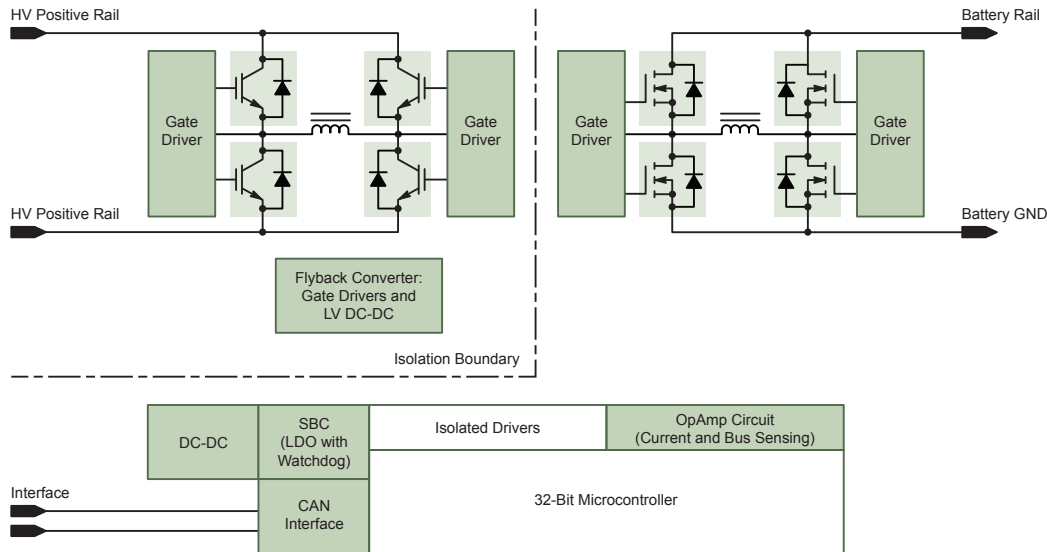 HV Positive Rail
Battery Rail
Gate
Driver
Gate
Driver
Gate
Driver
Gate
Driver
HV Positive Rail
Battery GND
Flyback Converter:
Gate Drivers and
LV DC-DC
Isolation Boundary
DC-DC
SBC
(LDO with
Watchdog)
Isolated Drivers
OpAmp Circuit
(Current and Bus Sensing)
Interface
CAN
Interface
32-Bit Microcontroller